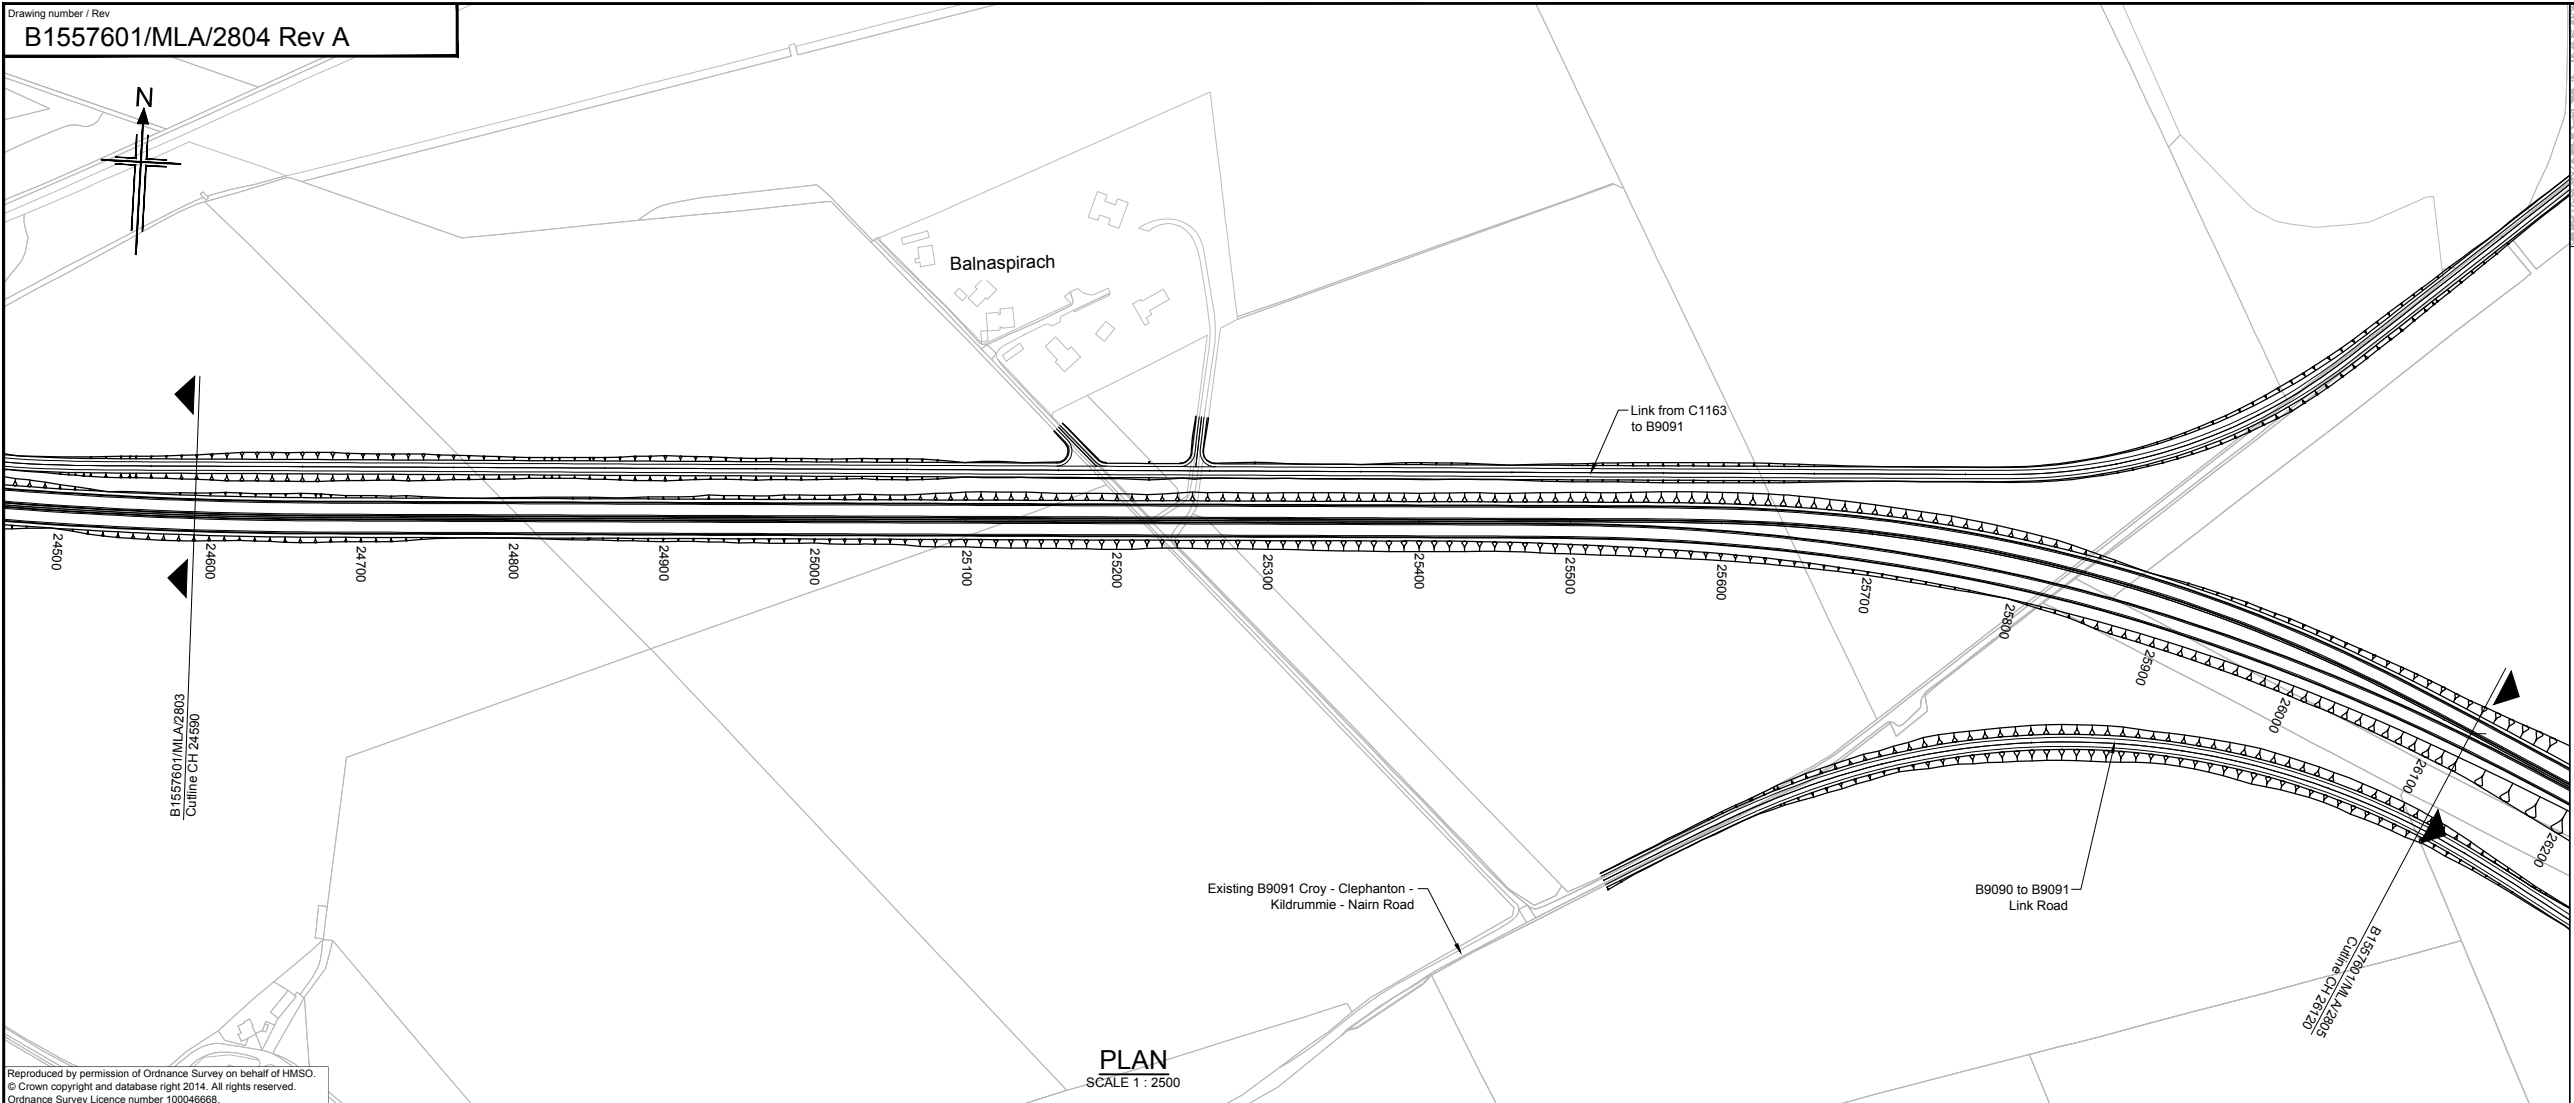 Drawing number / Rev
B1557601/MLA/2804 Rev A
N
Balnaspirach
Link from C1163
to B9091
24500
24600
24700
24800
24900
25000
25100
25200
25300
25400
25500
25600
25700
25800
25900
26000
26100
26200
B1557601/MLA/2803
Cutline CH 24590
Existing B9091 Croy - Clephanton -
Kildrummie - Nairn Road
B9090 to B9091
Link Road
B1557601/MLA/2805
Cutline CH 26120
PLAN
SCALE 1 : 2500
Reproduced by permission of Ordnance Survey on behalf of HMSO.
© Crown copyright and database right 2014. All rights reserved.
Ordnance Survey Licence number 100046668.